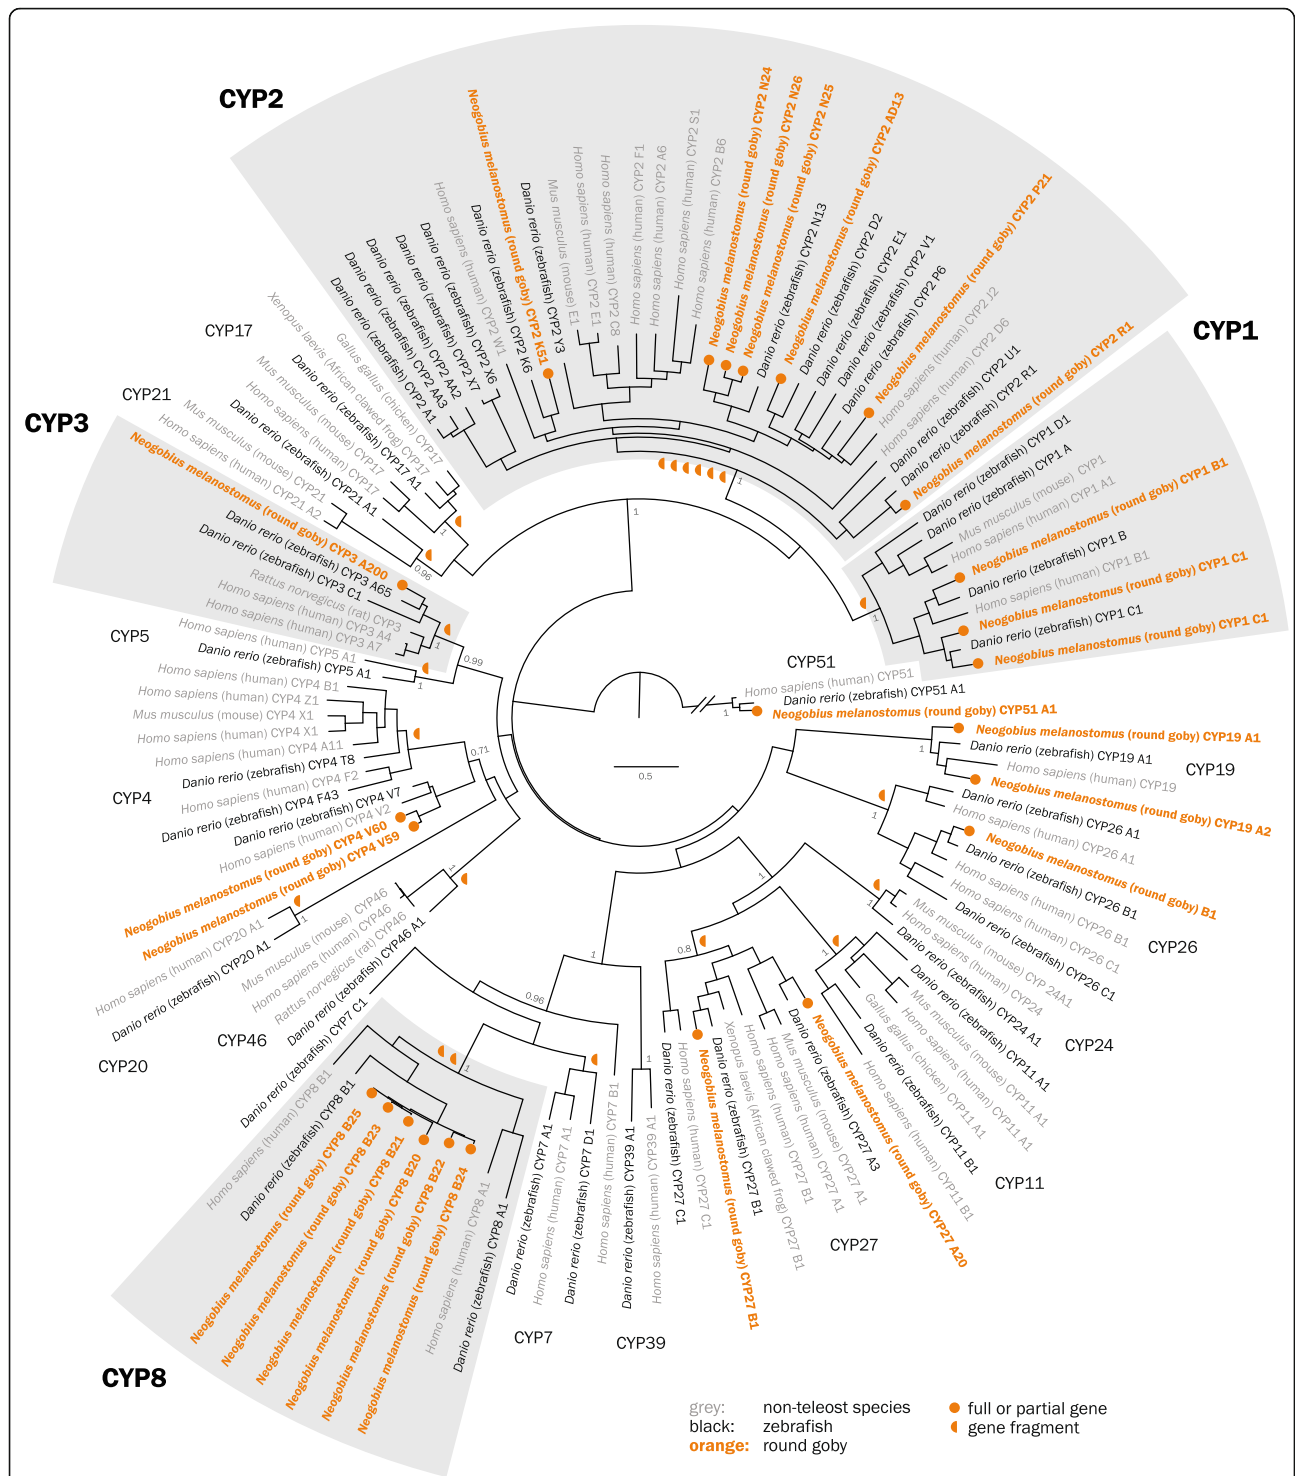 CYP2
Danio rerio (zebrafish) CYP2 A1
Danio rerio (zebrafish) CYP2 AA3
Danio rerio (zebrafish) CYP2 AA2
Danio rerio (zebrafish) CYP2 X7
Danio rerio (zebrafish) CYP2 X6
Homo sapiens (human) CYP2 W1
Danio rerio (zebrafish) CYP2 K6
Neogobius melanostomus (round goby) CYP2 K51
Danio rerio (zebrafish) CYP2 Y3
Mus musculus (mouse) E1
Homo sapiens (human) CYP2 E1
Homo sapiens (human) CYP2 C8
Homo sapiens (human) CYP2 F1
Homo sapiens (human) CYP2 A6
Homo sapiens (human) CYP2 S1
Homo sapiens (human) CYP2 B6
Neogobius melanostomus (round goby) CYP2 N24
Neogobius melanostomus (round goby) CYP2 N26
Neogobius melanostomus (round goby) CYP2 N25
Danio rerio (zebrafish) CYP2 N13
Neogobius melanostomus (round goby) CYP2 AD13
Danio rerio (zebrafish) CYP2 D2
Danio rerio (zebrafish) CYP2 E1
Danio rerio (zebrafish) CYP2 V1
Danio rerio (zebrafish) CYP2 P6
Neogobius melanostomus (round goby) CYP2 P21
Homo sapiens (human) CYP2 J2
Homo sapiens (human) CYP2 D6
Danio rerio (zebrafish) CYP2 U1
Danio rerio (zebrafish) CYP2 R1
Neogobius melanostomus (round goby) CYP2 R1
1
CYP1
Danio rerio (zebrafish) CYP1 D1
Danio rerio (zebrafish) CYP1 A
Mus musculus (mouse) CYP1
Homo sapiens (human) CYP1 A1
Neogobius melanostomus (round goby) CYP1 B1
Danio rerio (zebrafish) CYP1 B
Homo sapiens (human) CYP1 B1
Neogobius melanostomus (round goby) CYP1 C1
Danio rerio (zebrafish) CYP1 C1
Neogobius melanostomus (round goby) CYP1 C1
1
CYP51
Homo sapiens (human) CYP51
Danio rerio (zebrafish) CYP51 A1
Neogobius melanostomus (round goby) CYP51 A1
1
Neogobius melanostomus (round goby) CYP19 A1
Danio rerio (zebrafish) CYP19 A1
Homo sapiens (human) CYP19
Neogobius melanostomus (round goby) CYP19 A2
1
CYP19
Danio rerio (zebrafish) CYP26 A1
Homo sapiens (human) CYP26 A1
Neogobius melanostomus (round goby) B1
Danio rerio (zebrafish) CYP26 B1
Homo sapiens (human) CYP26 B1
Homo sapiens (human) CYP26 C1
Danio rerio (zebrafish) CYP26 C1
1
CYP26
Mus musculus (mouse) CYP 24A1
Homo sapiens (human) CYP24
Danio rerio (zebrafish) CYP24 A1
1
CYP24
Danio rerio (zebrafish) CYP11 A1
Mus musculus (mouse) CYP11 A1
Homo sapiens (human) CYP11 A1
Gallus gallus (chicken) CYP11 A1
Danio rerio (zebrafish) CYP11 B1
Homo sapiens (human) CYP11 B1
1
1
CYP11
Neogobius melanostomus (round goby) CYP27 A20
Danio rerio (zebrafish) CYP27 A3
Mus musculus (mouse) CYP27 A1
Homo sapiens (human) CYP27 A1
Homo sapiens (human) CYP27 B1
Xenopus laevis (African clawed frog) CYP27 B1
Danio rerio (zebrafish) CYP27 B1
Neogobius melanostomus (round goby) CYP27 B1
Homo sapiens (human) CYP27 C1
Danio rerio (zebrafish) CYP27 C1
0.8
CYP27
Homo sapiens (human) CYP39 A1
Danio rerio (zebrafish) CYP39 A1
1
1
CYP39
Homo sapiens (human) CYP7 B1
Danio rerio (zebrafish) CYP7 D1
Homo sapiens (human) CYP7 A1
Danio rerio (zebrafish) CYP7 A1
0.96
CYP7
Danio rerio (zebrafish) CYP8 A1
Homo sapiens (human) CYP8 A1
Neogobius melanostomus (round goby) CYP8 B24
Neogobius melanostomus (round goby) CYP8 B22
Neogobius melanostomus (round goby) CYP8 B20
Neogobius melanostomus (round goby) CYP8 B21
Neogobius melanostomus (round goby) CYP8 B23
Neogobius melanostomus (round goby) CYP8 B25
Danio rerio (zebrafish) CYP8 B1
Homo sapiens (human) CYP8 B1
1
CYP8
Danio rerio (zebrafish) CYP7 C1
Danio rerio (zebrafish) CYP46 A1
Rattus norvegicus (rat) CYP46
Homo sapiens (human) CYP46
Mus musculus (mouse) CYP46
1
CYP46
Danio rerio (zebrafish) CYP20 A1
Homo sapiens (human) CYP20 A1
1
CYP20
Neogobius melanostomus (round goby) CYP4 V59
Neogobius melanostomus (round goby) CYP4 V60
Homo sapiens (human) CYP4 V2
Danio rerio (zebrafish) CYP4 V7
Danio rerio (zebrafish) CYP4 F43
Homo sapiens (human) CYP4 F2
Danio rerio (zebrafish) CYP4 T8
Homo sapiens (human) CYP4 A11
Homo sapiens (human) CYP4 X1
Mus musculus (mouse) CYP4 X1
Homo sapiens (human) CYP4 Z1
Homo sapiens (human) CYP4 B1
0.71
CYP4
Danio rerio (zebrafish) CYP5 A1
Homo sapiens (human) CYP5 A1
1
CYP5
0.99
Homo sapiens (human) CYP3 A7
Homo sapiens (human) CYP3 A4
Rattus norvegicus (rat) CYP3
Danio rerio (zebrafish) CYP3 C1
Danio rerio (zebrafish) CYP3 A65
Neogobius melanostomus (round goby) CYP3 A200
1
CYP3
Homo sapiens (human) CYP21 A2
Mus musculus (mouse) CYP21
Danio rerio (zebrafish) CYP21 A1
0.96
CYP21
Homo sapiens (human) CYP17
Mus musculus (mouse) CYP17
Danio rerio (zebrafish) CYP17 A1
Xenopus laevis (African clawed frog) CYP17
Gallus gallus (chicken) CYP17
1
CYP17
1
0.5
grey: non-teleost species
black: zebrafish
orange: round goby
full or partial gene
gene fragment